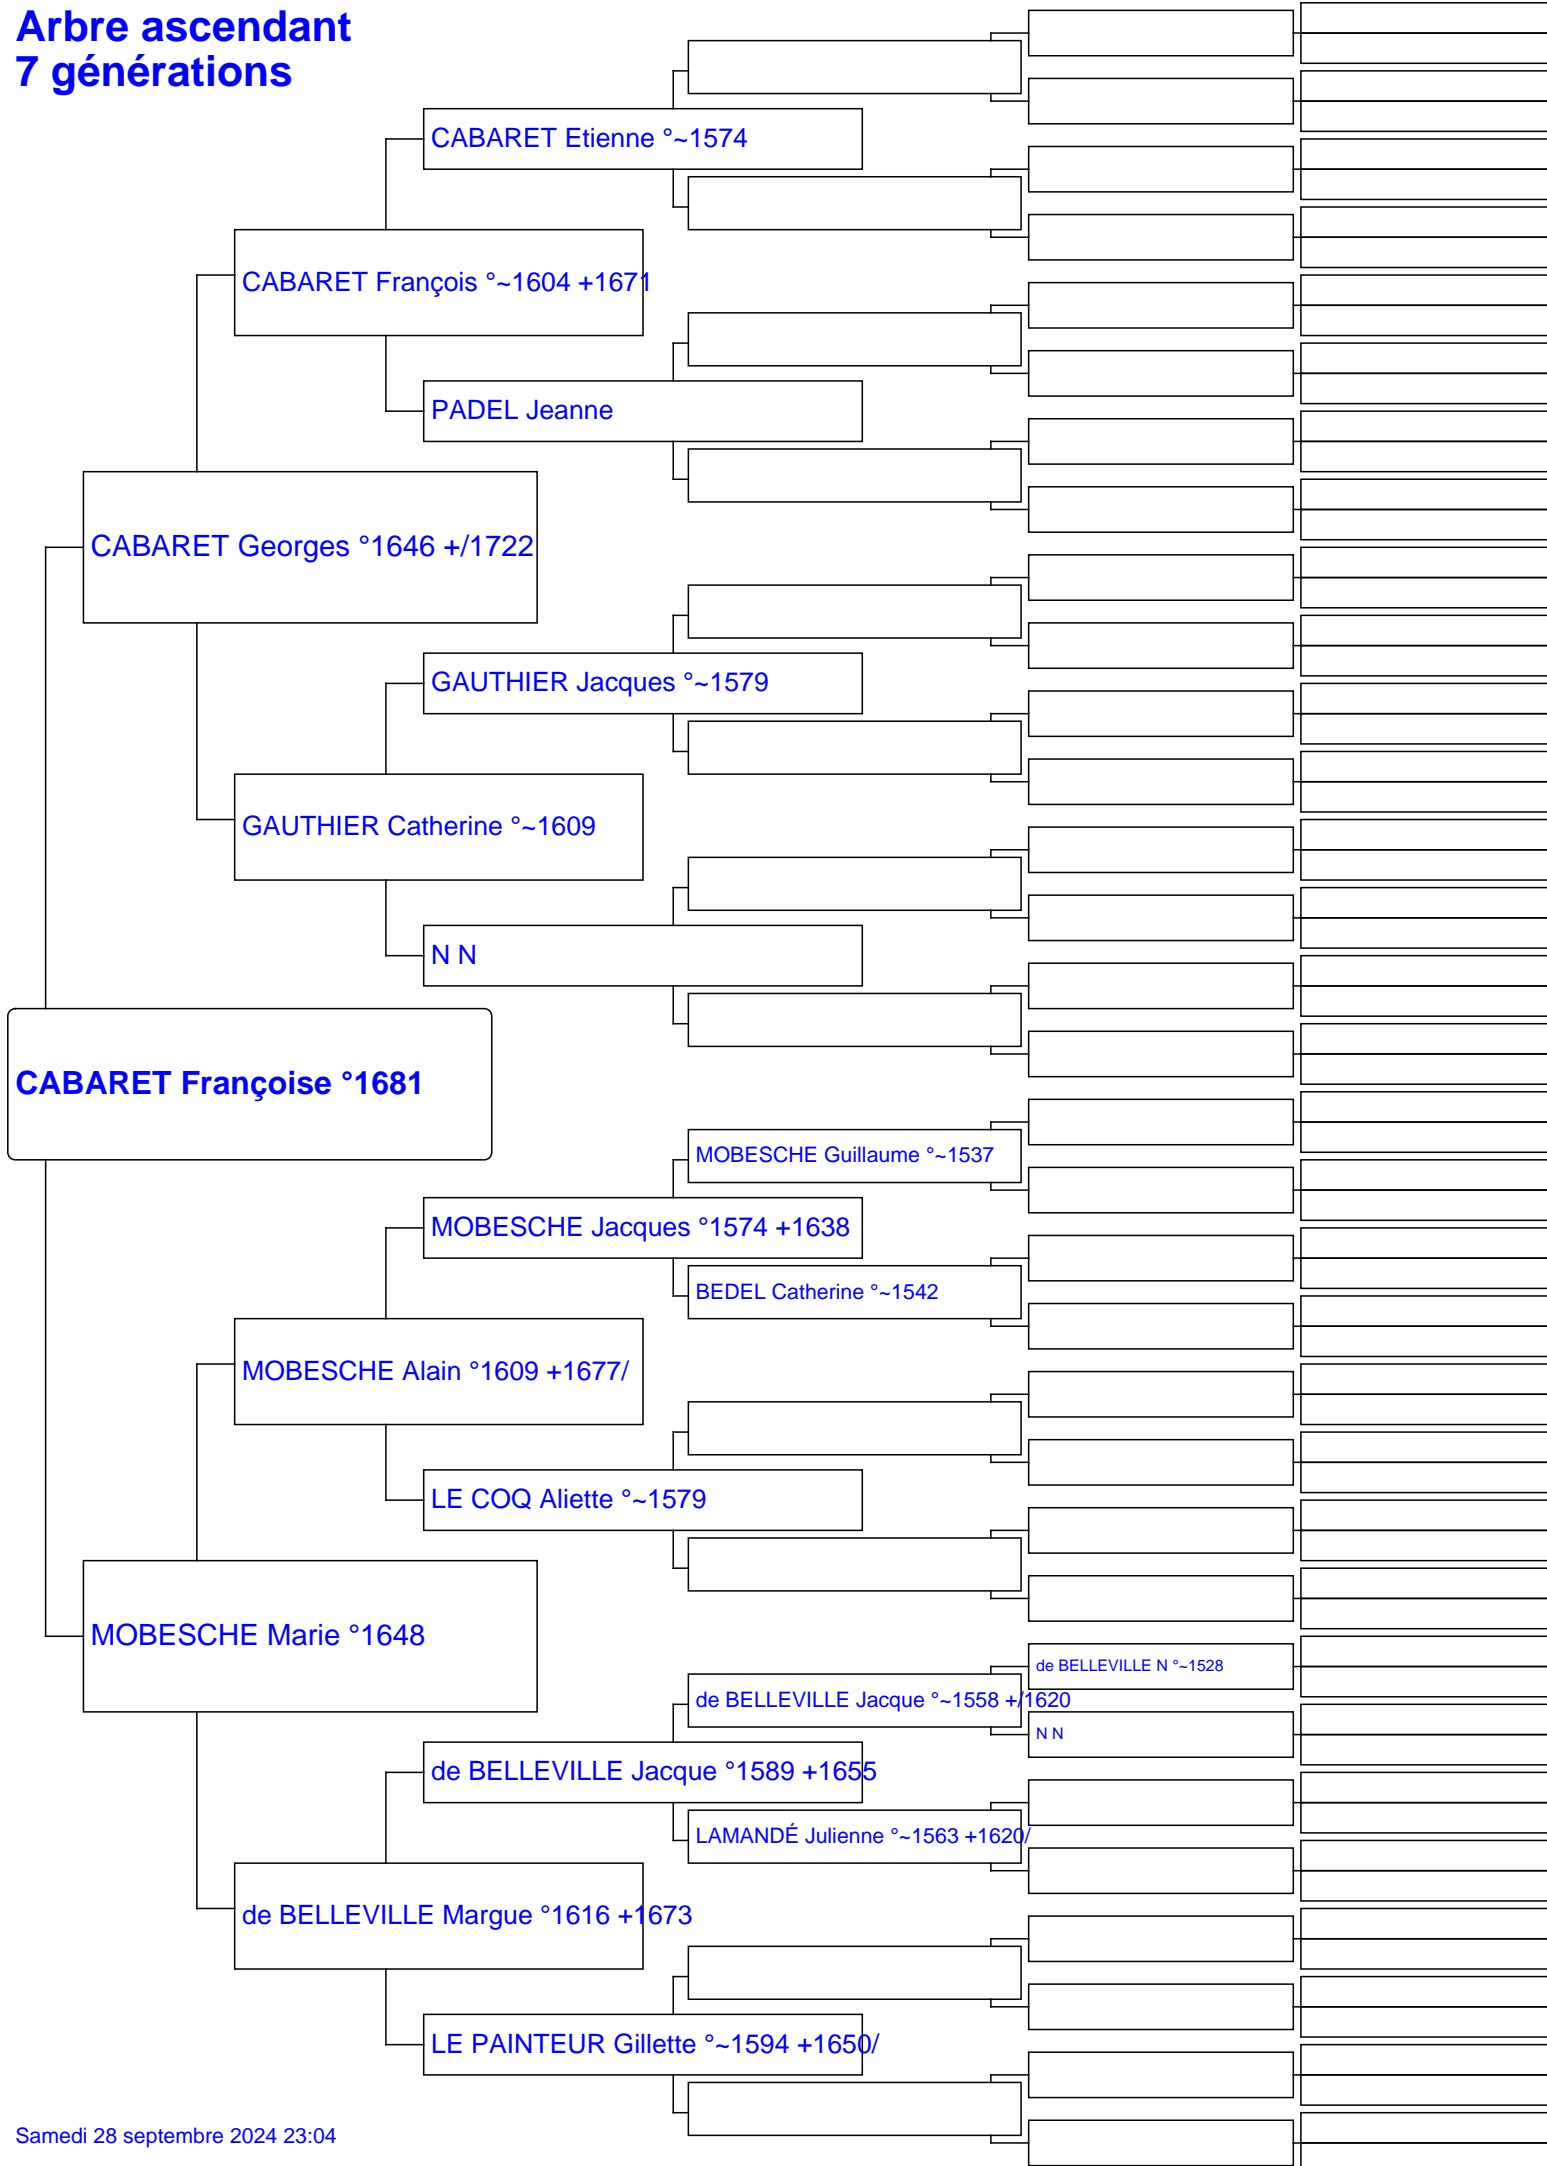 Arbre ascendant
7 générations
CABARET Etienne °~1574
CABARET François °~1604 +1671
PADEL Jeanne
CABARET Georges °1646 +/1722
GAUTHIER Jacques °~1579
GAUTHIER Catherine °~1609
N N
CABARET Françoise °1681
MOBESCHE Guillaume °~1537
MOBESCHE Jacques °1574 +1638
BEDEL Catherine °~1542
MOBESCHE Alain °1609 +1677/
LE COQ Aliette °~1579
MOBESCHE Marie °1648
de BELLEVILLE N °~1528
de BELLEVILLE Jacque °~1558 +/1620
N N
de BELLEVILLE Jacque °1589 +1655
LAMANDÉ Julienne °~1563 +1620/
de BELLEVILLE Margue °1616 +1673
LE PAINTEUR Gillette °~1594 +1650/
Samedi 28 septembre 2024 23:04